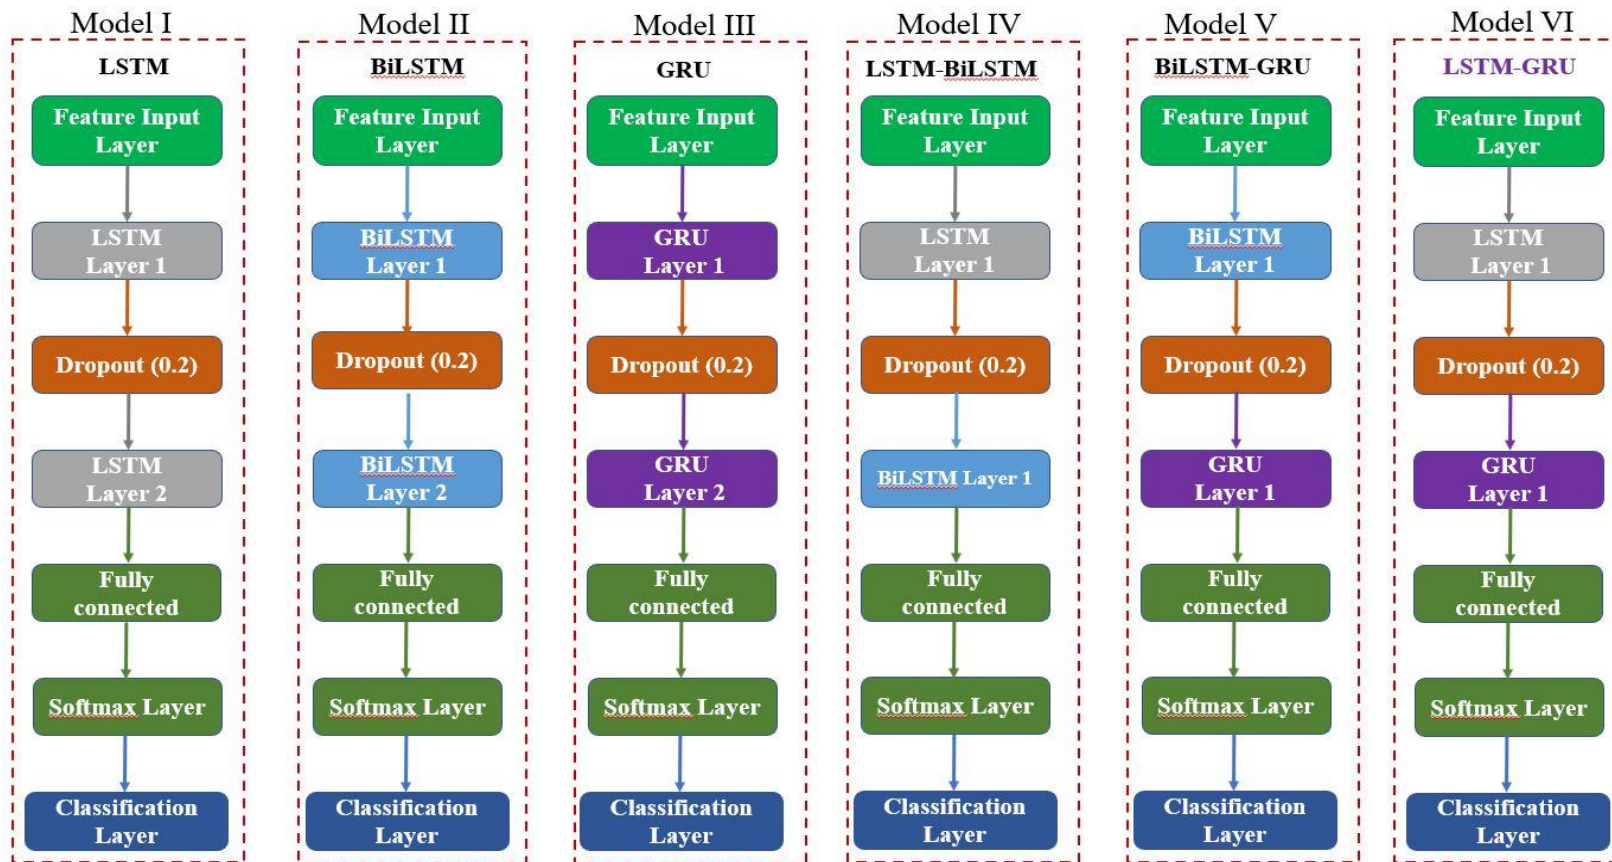 Model I
LSTM
Feature Input
Layer
LSTM
Layer 1
Dropout (0.2)
LSTM
Layer 2
Fully
connected
Softmax Layer
Classification
Layer
Model II
BiLSTM
Feature Input
Layer
BiLSTM
Layer 1
Dropout (0.2)
BiLSTM
Layer 2
Fully
connected
Softmax Layer
Classification
Layer
Model III
GRU
Feature Input
Layer
GRU
Layer 1
Dropout (0.2)
GRU
Layer 2
Fully
connected
Softmax Layer
Classification
Layer
Model IV
LSTM-BiLSTM
Feature Input
Layer
LSTM
Layer 1
Dropout (0.2)
BiLSTM Layer 1
Fully
connected
Softmax Layer
Classification
Layer
Model V
BiLSTM-GRU
Feature Input
Layer
BiLSTM
Layer 1
Dropout (0.2)
GRU
Layer 1
Fully
connected
Softmax Layer
Classification
Layer
Model VI
LSTM-GRU
Feature Input
Layer
LSTM
Layer 1
Dropout (0.2)
GRU
Layer 1
Fully
connected
Softmax Layer
Classification
Layer